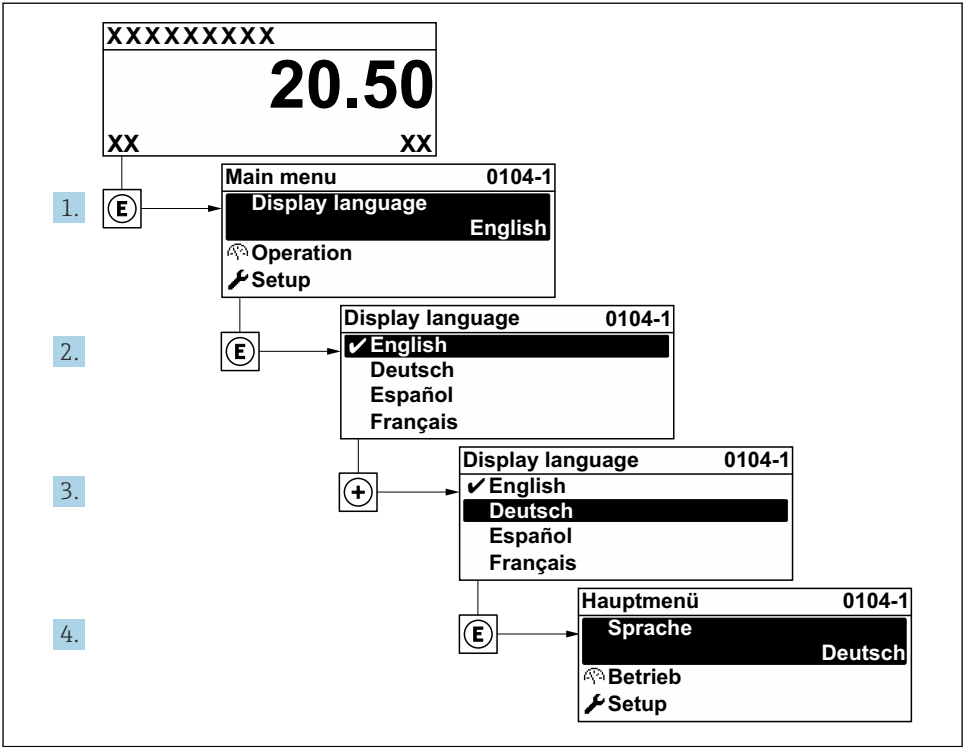 XXXXXXXXX
20.50
XX XX
Main menu 0104-1
1. E Display language
English
Operation
Setup
Display language 0104-1
2. E ✔English
Deutsch
Español
Français
Display language 0104-1
3. + ✔English
Deutsch
Español
Français
Hauptmenü 0104-1
4. E Sprache
Deutsch
Betrieb
Setup